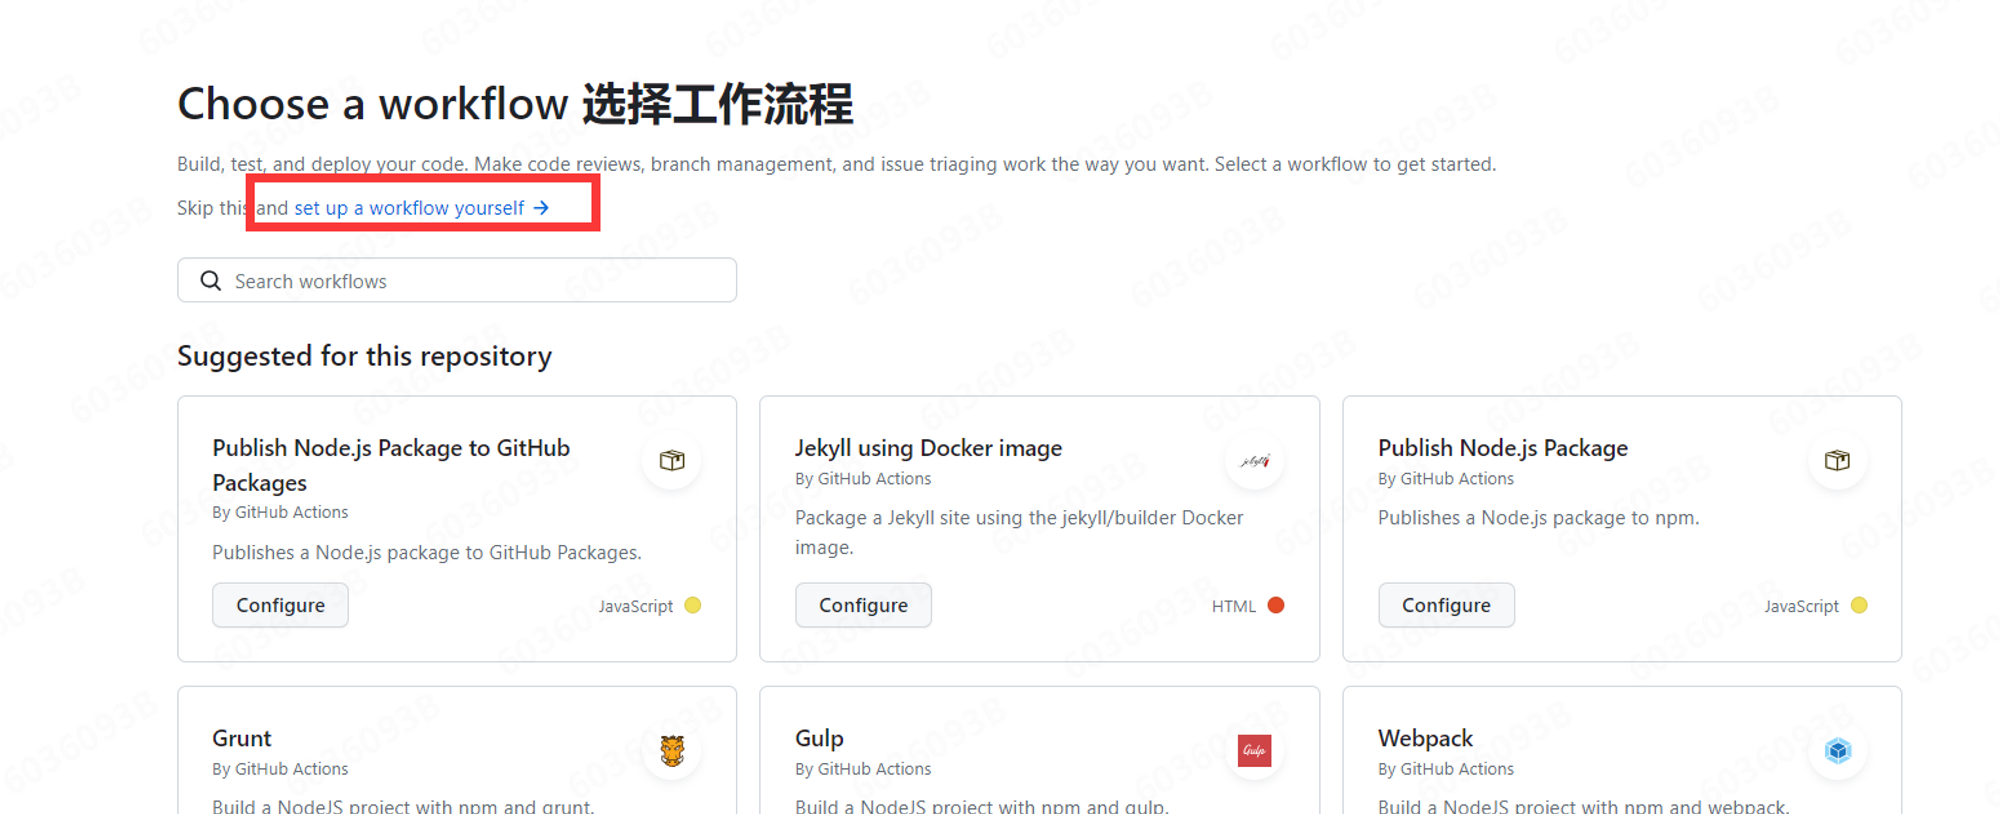 Choose a workflow 选择工作流程
Build, test, and deploy your code. Make code reviews, branch management, and issue triaging work the way you want. Select a workflow to get started.
Skip this and set up a workflow yourself →
Search workflows
Suggested for this repository
Publish Node.js Package to GitHub
Packages
By GitHub Actions
Publishes a Node.js package to GitHub Packages.
Configure
JavaScript
Jekyll using Docker image
By GitHub Actions
Package a Jekyll site using the jekyll/builder Docker
image.
Configure
HTML
Publish Node.js Package
By GitHub Actions
Publishes a Node.js package to npm.
Configure
JavaScript
Grunt
By GitHub Actions
Build a NodeJS project with npm and grunt.
Gulp
By GitHub Actions
Build a NodeJS project with npm and gulp.
Gulp
Webpack
By GitHub Actions
Build a NodeJS project with npm and webpack.
6036093B